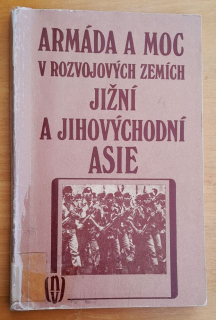 ARMÁDA A MOC
V ROZVOJOVÝCH ZEMÍCH
JIŽNÍ
A JIHOVÝCHODNÍ
ASIE